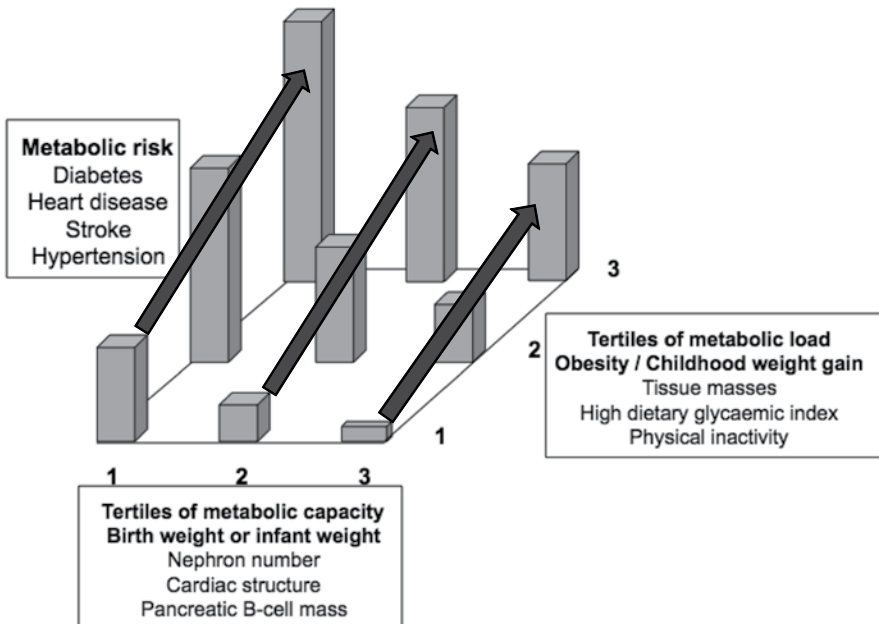 Metabolic risk
Diabetes
Heart disease
Stroke
Hypertension
3
2
1
Tertiles of metabolic load
Obesity / Childhood weight gain
Tissue masses
High dietary glycaemic index
Physical inactivity
1 2 3
Tertiles of metabolic capacity
Birth weight or infant weight
Nephron number
Cardiac structure
Pancreatic B-cell mass